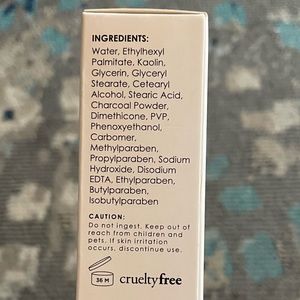 INGREDIENTS:
Water, Ethylhexyl
Palmitate, Kaolin,
Glycerin, Glyceryl
Stearate, Cetearyl
Alcohol, Stearic Acid,
Charcoal Powder,
Dimethicone, PVP,
Phenoxyethanol,
Carbomer,
Methylparaben,
Propylparaben, Sodium
Hydroxide, Disodium
EDTA, Ethylparaben,
Butylparaben,
Isobutylparaben
CAUTION:
Do not ingest. Keep out of
reach from children and
pets. If skin irritation
occurs, discontinue use.
36 M
crueltyfree